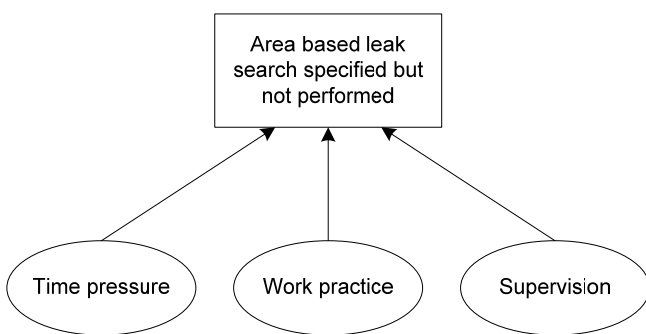 Area based leak
search specified but
not performed
Time pressure
Work practice
Supervision